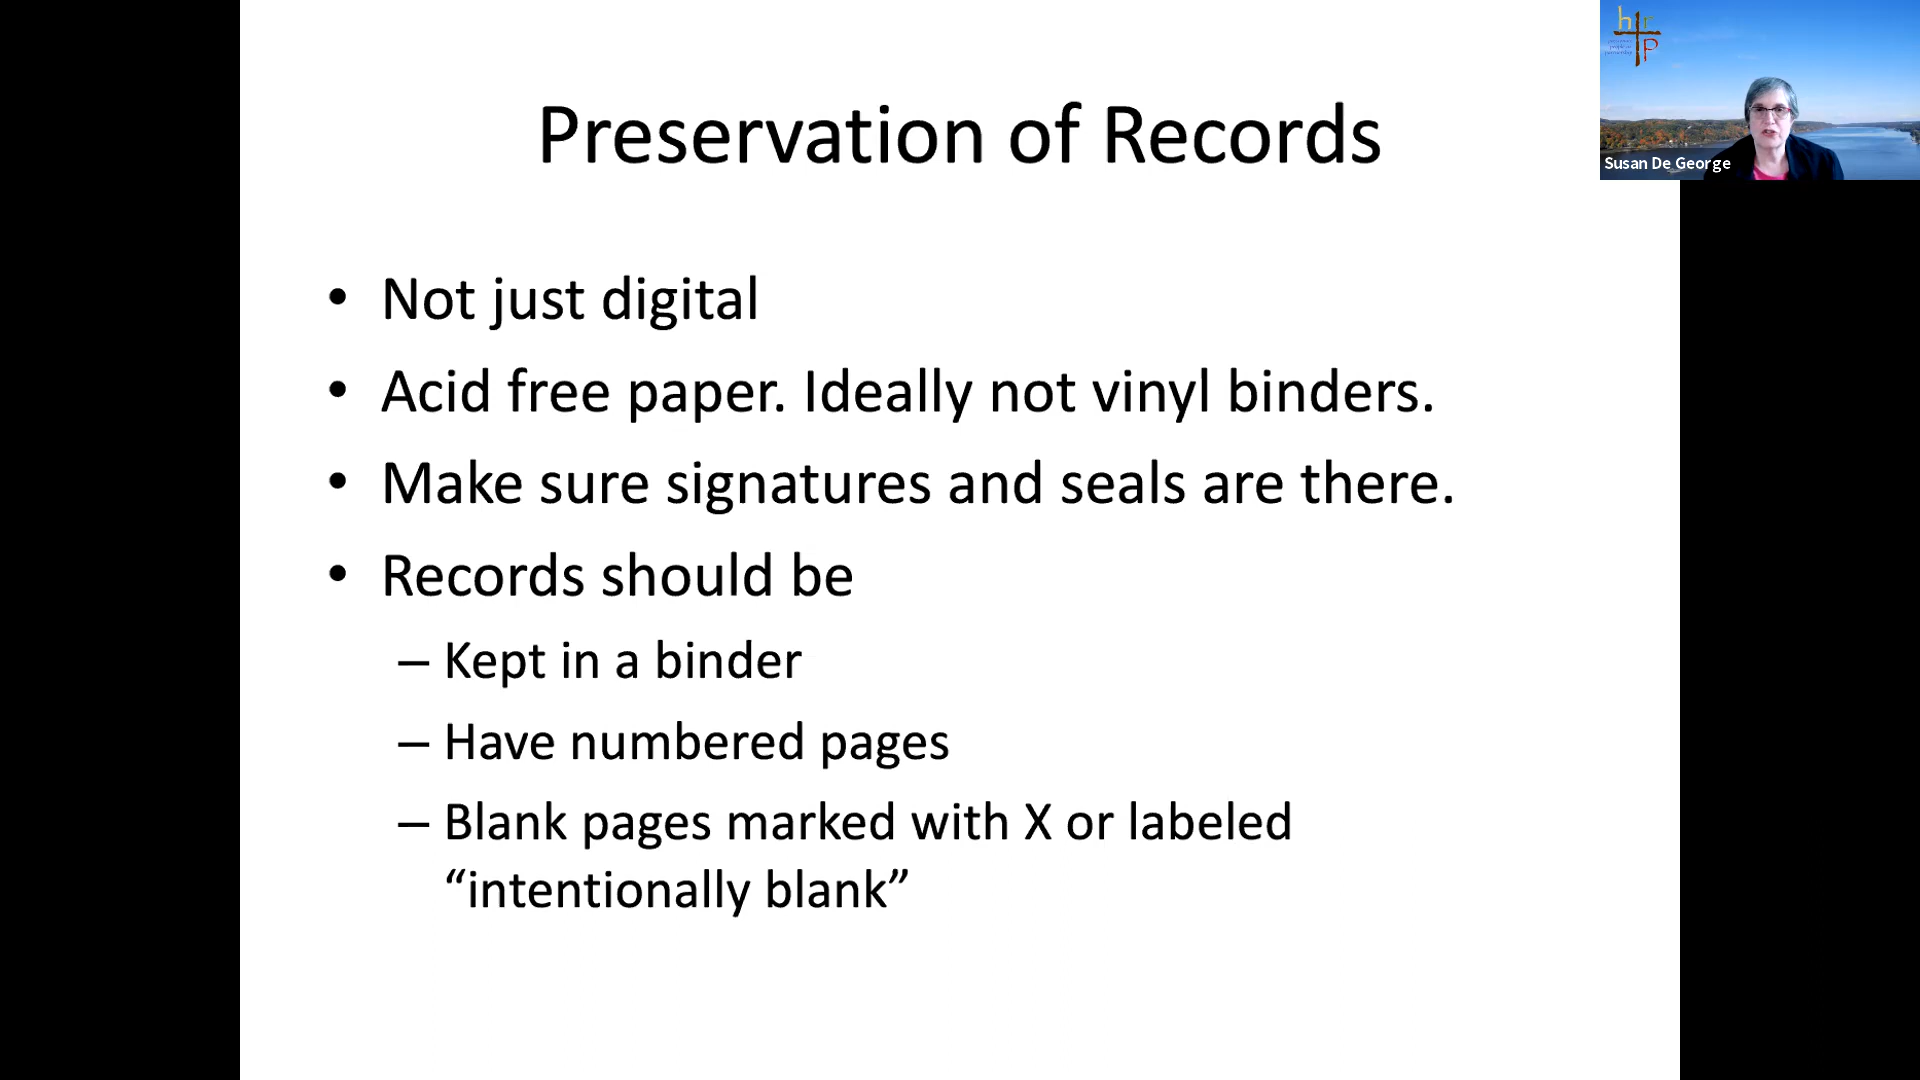 Preservation of Records
• Not just digital
• Acid free paper. Ideally not vinyl binders.
• Make sure signatures and seals are there.
• Records should be
– Kept in a binder
– Have numbered pages
– Blank pages marked with X or labeled
“intentionally blank”
h r
p
Susan De George